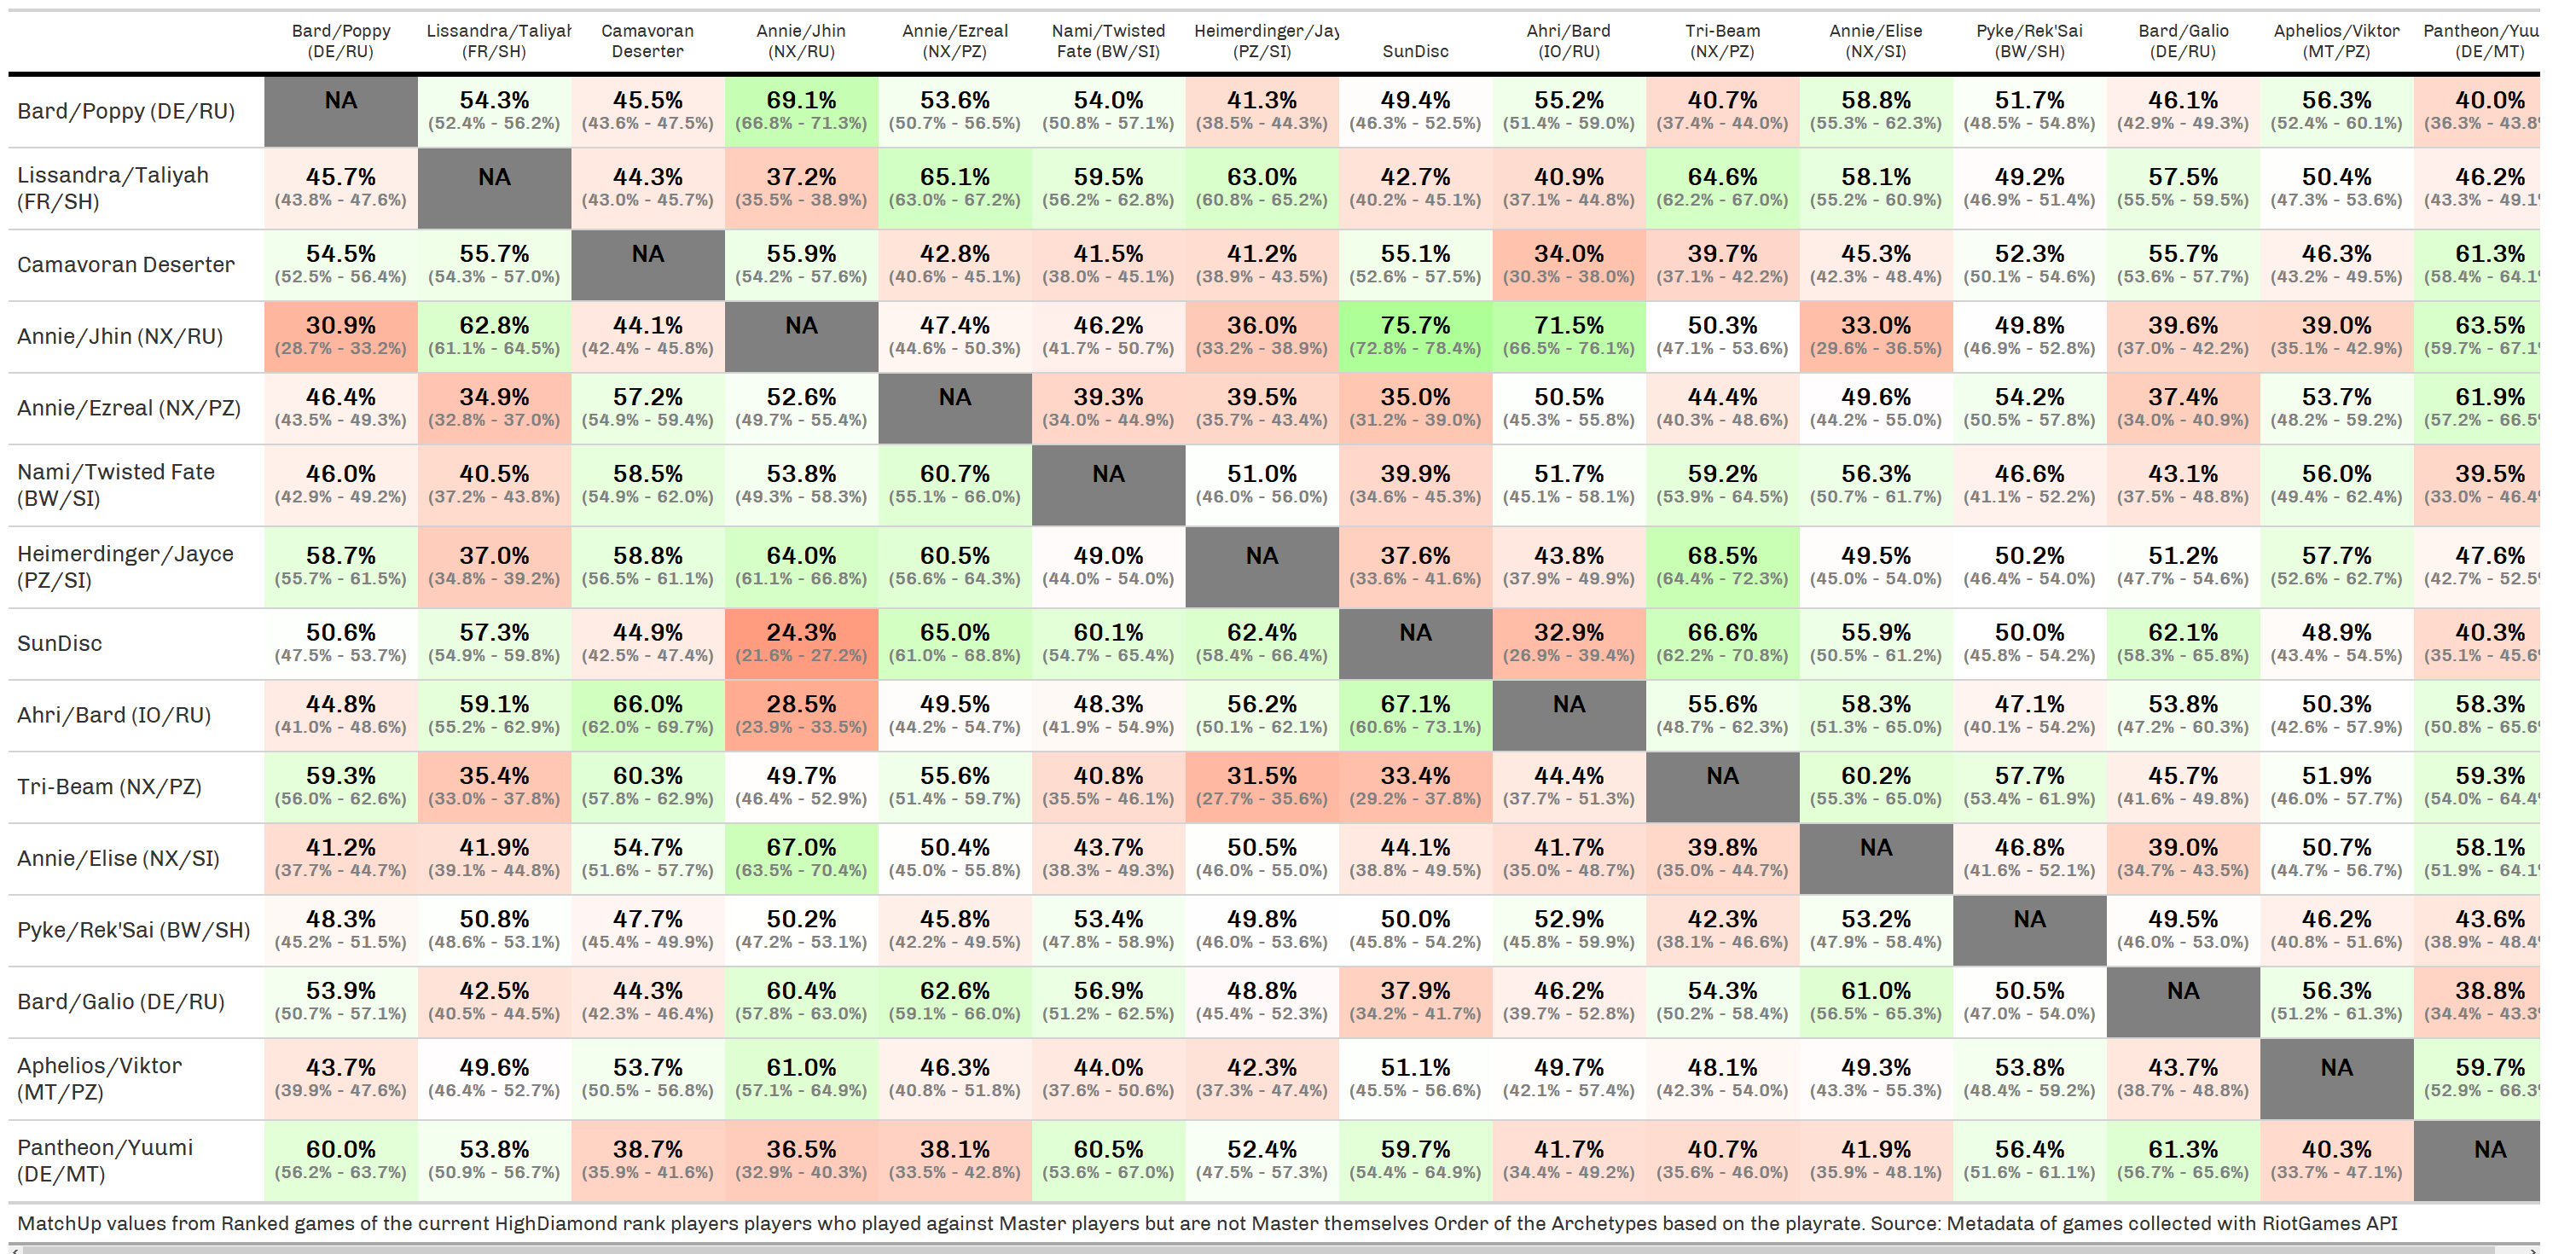 Bard/Poppy (DE/RU) Lissandra/Taliyah (FR/SH) Camavoran Deserter Annie/Jhin (NX/RU) Annie/Ezreal (NX/PZ) Nami/Twisted Fate (BW/SI) Heimerdinger/Jay (PZ/SI) SunDisc Ahri/Bard (IO/RU) Tri-Beam (NX/PZ) Annie/Elise (NX/SI) Pyke/Rek'Sai (BW/SH) Bard/Galio (DE/RU) Aphelios/Viktor (MT/PZ) Pantheon/Yuu (DE/MT)
Bard/Poppy (DE/RU) NA 54.3% 45.5% 69.1% 53.6% 54.0% 41.3% 49.4% 55.2% 40.7% 58.8% 51.7% 46.1% 56.3% 40.0%
(52.4% - 56.2%) (43.6% - 47.5%) (66.8% - 71.3%) (50.7% - 56.5%) (50.8% - 57.1%) (38.5% - 44.3%) (46.3% - 52.5%) (51.4% - 59.0%) (37.4% - 44.0%) (55.3% - 62.3%) (48.5% - 54.8%) (42.9% - 49.3%) (52.4% - 60.1%) (36.3% - 43.8%
Lissandra/Taliyah (FR/SH) 45.7% NA 44.3% 37.2% 65.1% 59.5% 63.0% 42.7% 40.9% 64.6% 58.1% 49.2% 57.5% 50.4% 46.2%
(43.8% - 47.6%) (43.0% - 45.7%) (35.5% - 38.9%) (63.0% - 67.2%) (56.2% - 62.8%) (60.8% - 65.2%) (40.2% - 45.1%) (37.1% - 44.8%) (62.2% - 67.0%) (55.2% - 60.9%) (46.9% - 51.4%) (55.5% - 59.5%) (47.3% - 53.6%) (43.3% - 49.1%
Camavoran Deserter 54.5% 55.7% NA 55.9% 42.8% 41.5% 41.2% 55.1% 34.0% 39.7% 45.3% 52.3% 55.7% 46.3% 61.3%
(52.5% - 56.4%) (54.3% - 57.0%) (54.2% - 57.6%) (40.6% - 45.1%) (38.0% - 45.1%) (38.9% - 43.5%) (52.6% - 57.5%) (30.3% - 38.0%) (37.1% - 42.2%) (42.3% - 48.4%) (50.1% - 54.6%) (53.6% - 57.7%) (43.2% - 49.5%) (58.4% - 64.1%
Annie/Jhin (NX/RU) 30.9% 62.8% 44.1% NA 47.4% 46.2% 36.0% 75.7% 71.5% 50.3% 33.0% 49.8% 39.6% 39.0% 63.5%
(28.7% - 33.2%) (61.1% - 64.5%) (42.4% - 45.8%) (44.6% - 50.3%) (41.7% - 50.7%) (33.2% - 38.9%) (72.8% - 78.4%) (66.5% - 76.1%) (47.1% - 53.6%) (29.6% - 36.5%) (46.9% - 52.8%) (37.0% - 42.2%) (35.1% - 42.9%) (59.7% - 67.1%
Annie/Ezreal (NX/PZ) 46.4% 34.9% 57.2% 52.6% NA 39.3% 39.5% 35.0% 50.5% 44.4% 49.6% 54.2% 37.4% 53.7% 61.9%
(43.5% - 49.3%) (32.8% - 37.0%) (54.9% - 59.4%) (49.7% - 55.4%) (34.0% - 44.9%) (35.7% - 43.4%) (31.2% - 39.0%) (45.3% - 55.8%) (40.3% - 48.6%) (44.2% - 55.0%) (50.5% - 57.8%) (34.0% - 40.9%) (48.2% - 59.2%) (57.2% - 66.5%
Nami/Twisted Fate (BW/SI) 46.0% 40.5% 58.5% 53.8% 60.7% NA 51.0% 39.9% 51.7% 59.2% 56.3% 46.6% 43.1% 56.0% 39.5%
(42.9% - 49.2%) (37.2% - 43.8%) (54.9% - 62.0%) (49.3% - 58.3%) (55.1% - 66.0%) (46.0% - 56.0%) (34.6% - 45.3%) (45.1% - 58.1%) (53.9% - 64.5%) (50.7% - 61.7%) (41.1% - 52.2%) (37.5% - 48.8%) (49.4% - 62.4%) (33.0% - 46.4%
Heimerdinger/Jayce (PZ/SI) 58.7% 37.0% 58.8% 64.0% 60.5% 49.0% NA 37.6% 43.8% 68.5% 49.5% 50.2% 51.2% 57.7% 47.6%
(55.7% - 61.5%) (34.8% - 39.2%) (56.5% - 61.1%) (61.1% - 66.8%) (56.6% - 64.3%) (44.0% - 54.0%) (33.6% - 41.6%) (37.9% - 49.9%) (64.4% - 72.3%) (45.0% - 54.0%) (46.4% - 54.0%) (47.7% - 54.6%) (52.6% - 62.7%) (42.7% - 52.5%
SunDisc 50.6% 57.3% 44.9% 24.3% 65.0% 60.1% 62.4% NA 32.9% 66.6% 55.9% 50.0% 62.1% 48.9% 40.3%
(47.5% - 53.7%) (54.9% - 59.8%) (42.5% - 47.4%) (21.6% - 27.2%) (61.0% - 68.8%) (54.7% - 65.4%) (58.4% - 66.4%) (26.9% - 39.4%) (62.2% - 70.8%) (50.5% - 61.2%) (45.8% - 54.2%) (58.3% - 65.8%) (43.4% - 54.5%) (35.1% - 45.6%
Ahri/Bard (IO/RU) 44.8% 59.1% 66.0% 28.5% 49.5% 48.3% 56.2% 67.1% NA 55.6% 58.3% 47.1% 53.8% 50.3% 58.3%
(41.0% - 48.6%) (55.2% - 62.9%) (62.0% - 69.7%) (23.9% - 33.5%) (44.2% - 54.7%) (41.9% - 54.9%) (50.1% - 62.1%) (60.6% - 73.1%) (48.7% - 62.3%) (51.3% - 65.0%) (40.1% - 54.2%) (47.2% - 60.3%) (42.6% - 57.9%) (50.8% - 65.6%
Tri-Beam (NX/PZ) 59.3% 35.4% 60.3% 49.7% 55.6% 40.8% 31.5% 33.4% 44.4% NA 60.2% 57.7% 45.7% 51.9% 59.3%
(56.0% - 62.6%) (33.0% - 37.8%) (57.8% - 62.9%) (46.4% - 52.9%) (51.4% - 59.7%) (35.5% - 46.1%) (27.7% - 35.6%) (29.2% - 37.8%) (37.7% - 51.3%) (55.3% - 65.0%) (53.4% - 61.9%) (41.6% - 49.8%) (46.0% - 57.7%) (54.0% - 64.4%
Annie/Elise (NX/SI) 41.2% 41.9% 54.7% 67.0% 50.4% 43.7% 50.5% 44.1% 41.7% 39.8% NA 46.8% 39.0% 50.7% 58.1%
(37.7% - 44.7%) (39.1% - 44.8%) (51.6% - 57.7%) (63.5% - 70.4%) (45.0% - 55.8%) (38.3% - 49.3%) (46.0% - 55.0%) (38.8% - 49.5%) (35.0% - 48.7%) (35.0% - 44.7%) (41.6% - 52.1%) (34.7% - 43.5%) (44.7% - 56.7%) (51.9% - 64.1%
Pyke/Rek'Sai (BW/SH) 48.3% 50.8% 47.7% 50.2% 45.8% 53.4% 49.8% 50.0% 52.9% 42.3% 53.2% NA 49.5% 46.2% 43.6%
(45.2% - 51.5%) (48.6% - 53.1%) (45.4% - 49.9%) (47.2% - 53.1%) (42.2% - 49.5%) (47.8% - 58.9%) (46.0% - 53.6%) (45.8% - 54.2%) (45.8% - 59.9%) (38.1% - 46.6%) (47.9% - 58.4%) (46.0% - 53.0%) (40.8% - 51.6%) (38.9% - 48.4%
Bard/Galio (DE/RU) 53.9% 42.5% 44.3% 60.4% 62.6% 56.9% 48.8% 37.9% 46.2% 54.3% 61.0% 50.5% NA 56.3% 38.8%
(50.7% - 57.1%) (40.5% - 44.5%) (42.3% - 46.4%) (57.8% - 63.0%) (59.1% - 66.0%) (51.2% - 62.5%) (45.4% - 52.3%) (34.2% - 41.7%) (39.7% - 52.8%) (50.2% - 58.4%) (56.5% - 65.3%) (47.0% - 54.0%) (51.2% - 61.3%) (34.4% - 43.3%
Aphelios/Viktor (MT/PZ) 43.7% 49.6% 53.7% 61.0% 46.3% 44.0% 42.3% 51.1% 49.7% 48.1% 49.3% 53.8% 43.7% NA 59.7%
(39.9% - 47.6%) (46.4% - 52.7%) (50.5% - 56.8%) (57.1% - 64.9%) (40.8% - 51.8%) (37.6% - 50.6%) (37.3% - 47.4%) (45.5% - 56.6%) (42.1% - 57.4%) (42.3% - 54.0%) (43.3% - 55.3%) (48.4% - 59.2%) (38.7% - 48.8%) (52.9% - 66.3%
Pantheon/Yuumi (DE/MT) 60.0% 53.8% 38.7% 36.5% 38.1% 60.5% 52.4% 59.7% 41.7% 40.7% 41.9% 56.4% 61.3% 40.3% NA
(56.2% - 63.7%) (50.9% - 56.7%) (35.9% - 41.6%) (32.9% - 40.3%) (33.5% - 42.8%) (53.6% - 67.0%) (47.5% - 57.3%) (54.4% - 64.9%) (34.4% - 49.2%) (35.6% - 46.0%) (35.9% - 48.1%) (51.6% - 61.1%) (56.7% - 65.6%) (33.7% - 47.1%)
MatchUp values from Ranked games of the current HighDiamond rank players players who played against Master players but are not Master themselves Order of the Archetypes based on the playrate. Source: Metadata of games collected with RiotGames API